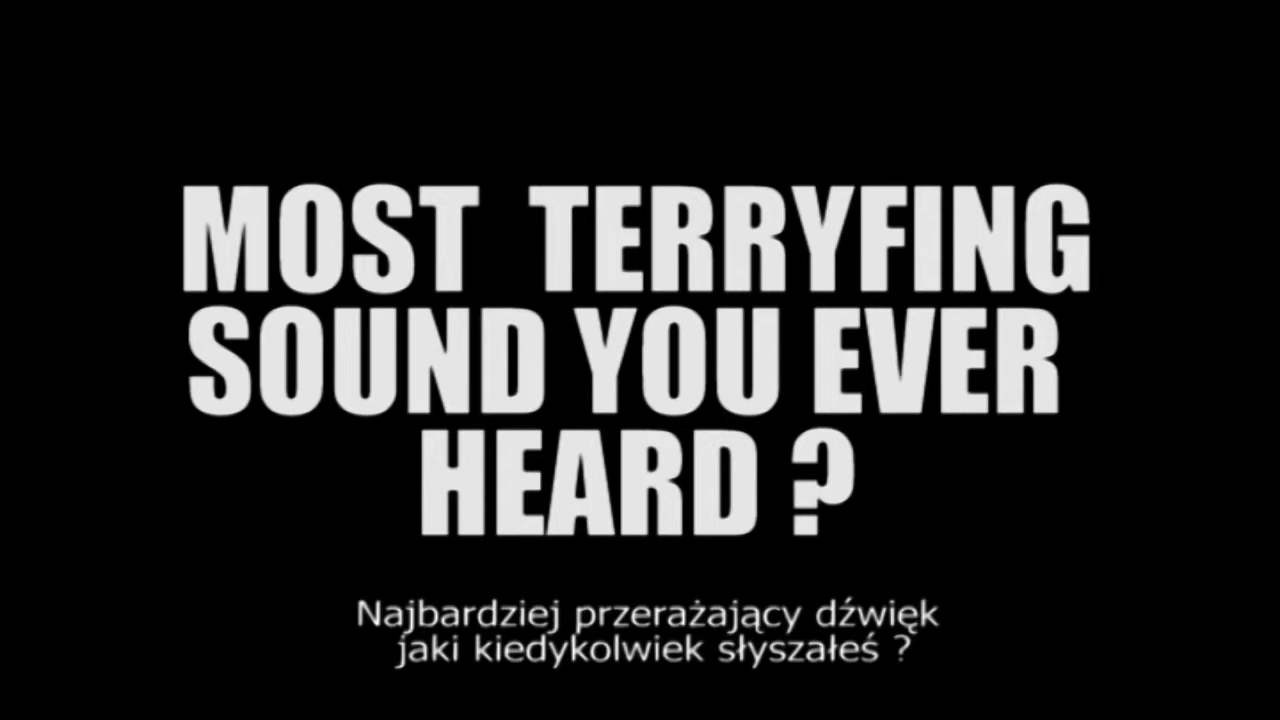 MOST TERRYFING
SOUND YOU EVER
HEARD ?
Najbardziej przerażający dźwięk
jaki kiedykolwiek słyszałeś ?